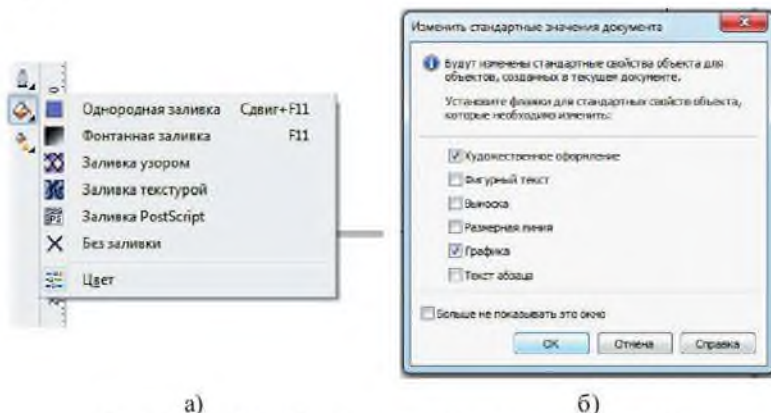 Однородная заливка Сдвиг+F11
Фонтанная заливка F11
Заливка узором
Заливка текстурой
Заливка PostScript
Без заливки
Цвет
а)
Изменить стандартные значения документа
Будут изменены стандартные свойства объекта для
объектов, созданных в текущем документе.
Установите флажки для стандартных свойств объекта,
которые необходимо изменить:
Художественное оформление
Фигурный текст
Выноска
Размерная линия
Графика
Текст абзаца
Больше не показывать это окно
ОК Отмена Справка
б)